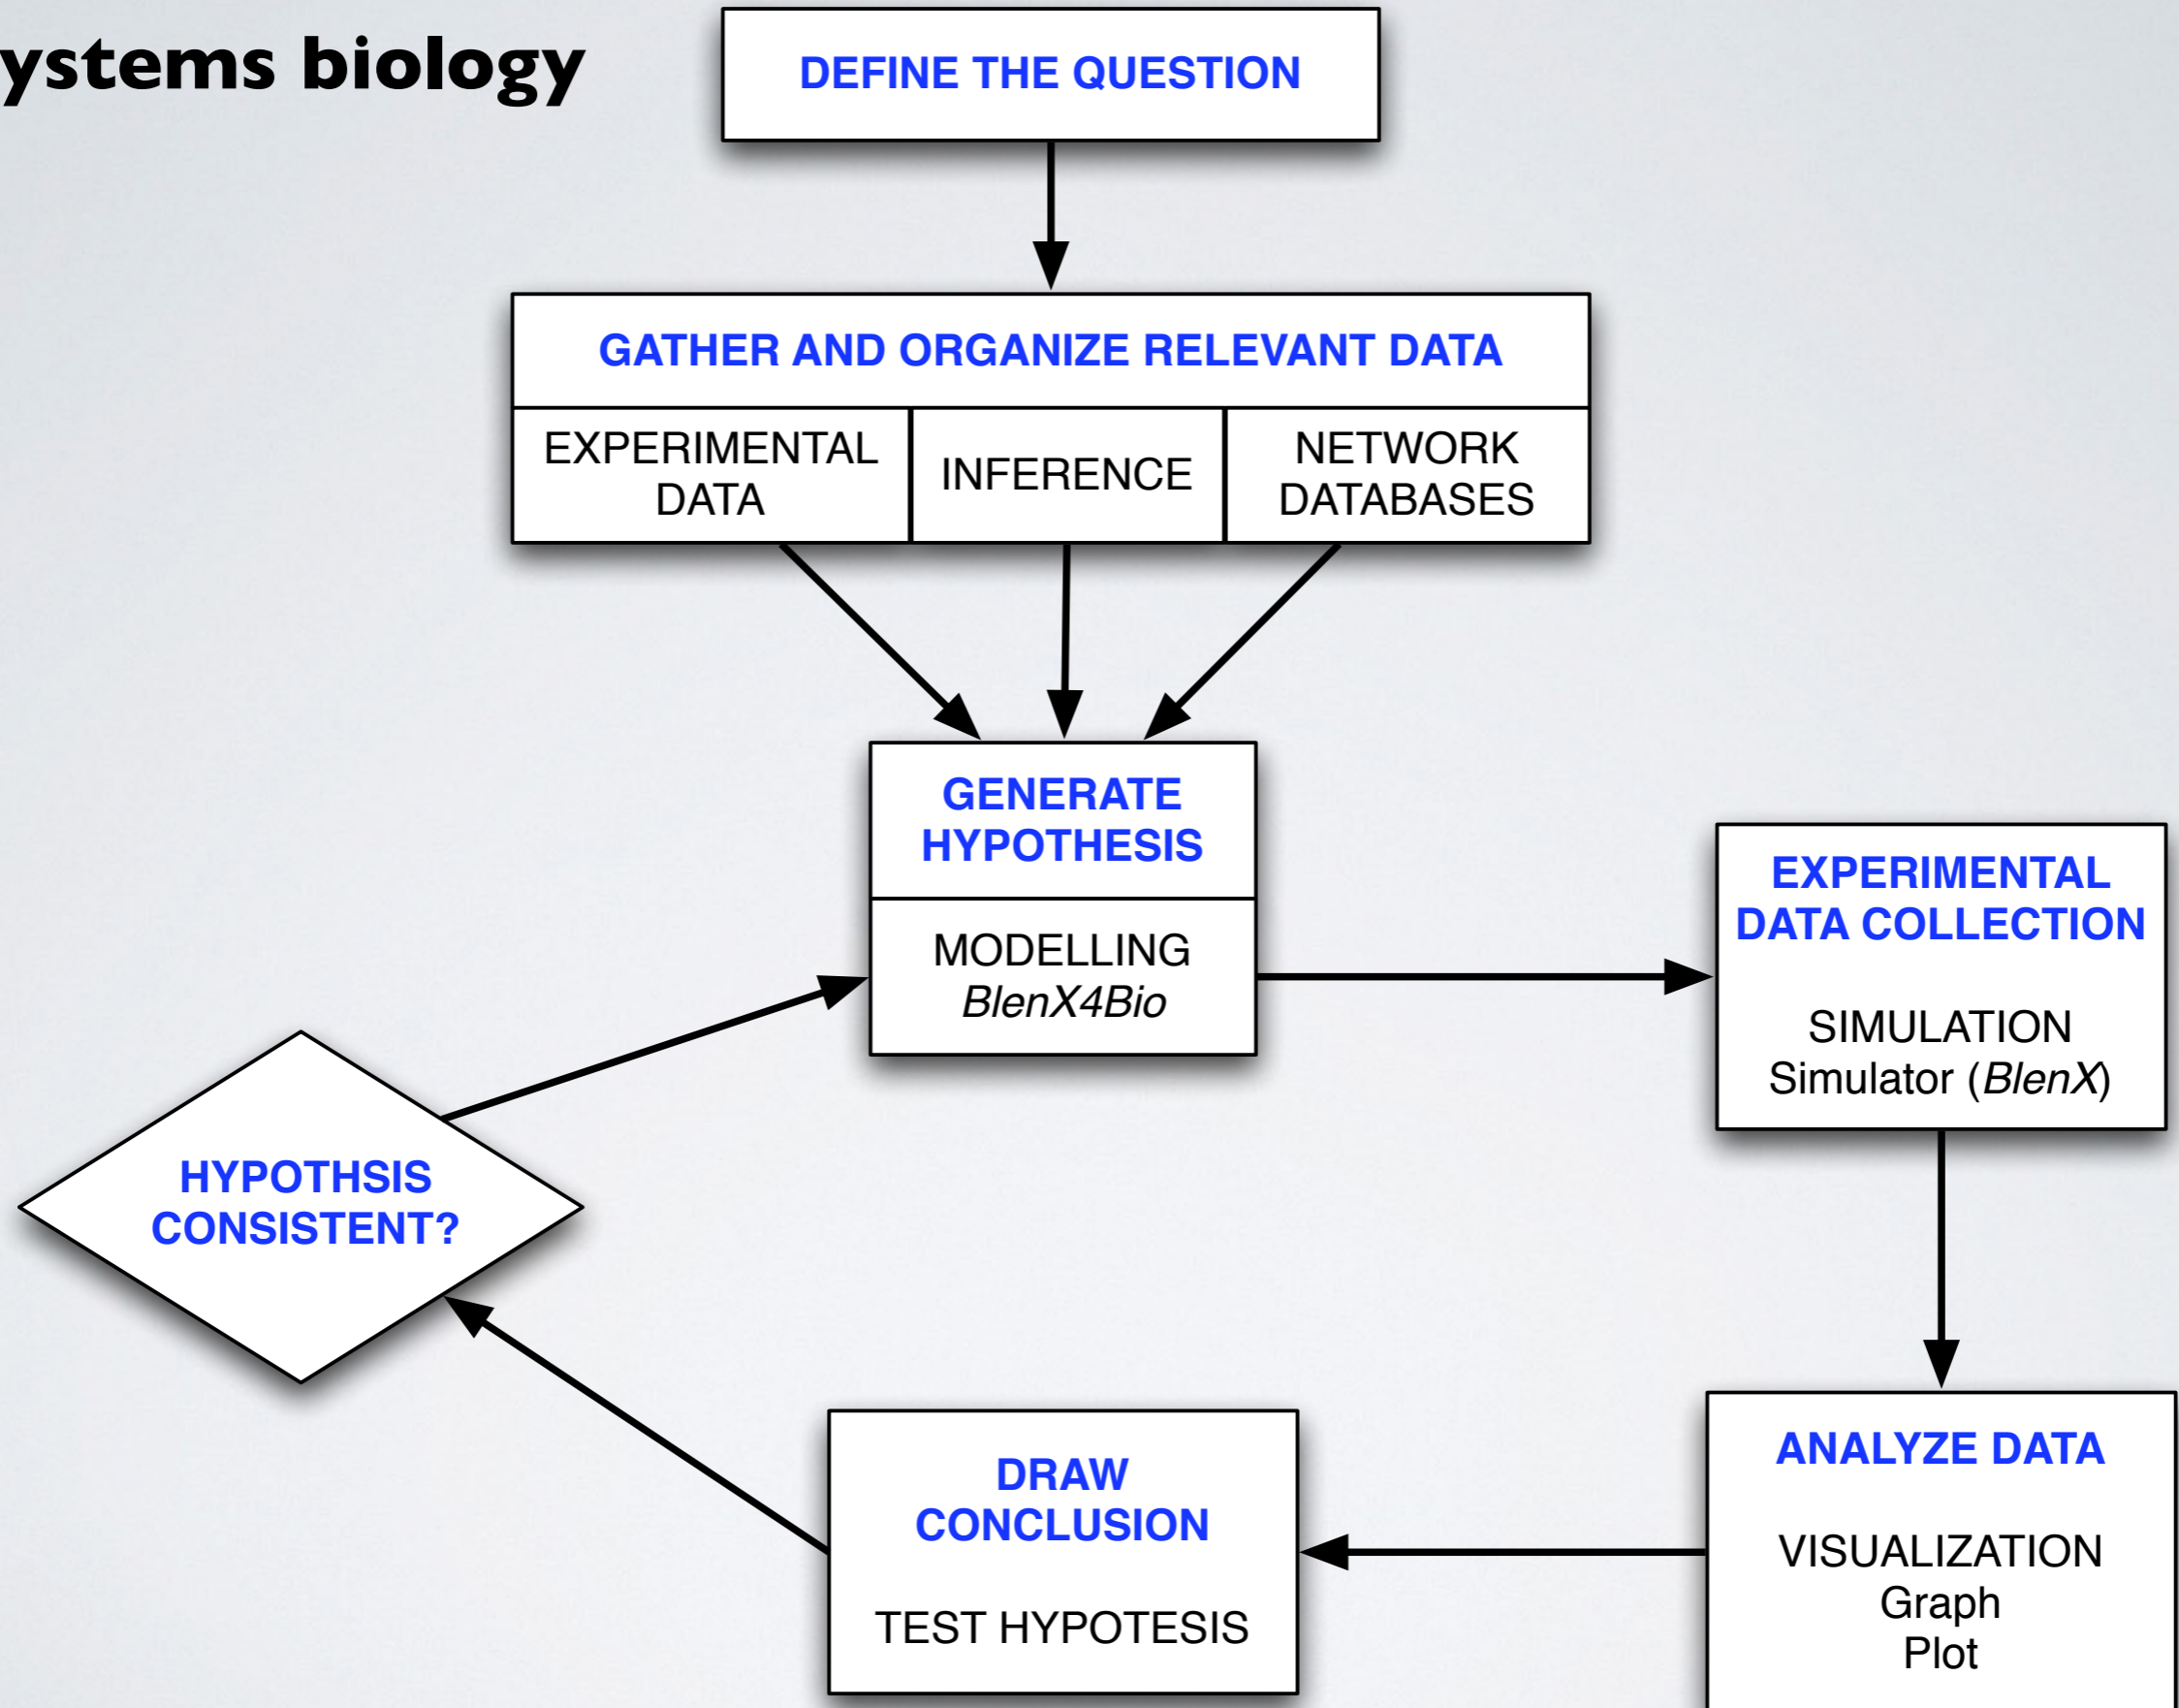 ystems biology
DEFINE THE QUESTION
GATHER AND ORGANIZE RELEVANT DATA
EXPERIMENTAL
DATA
INFERENCE
NETWORK
DATABASES
GENERATE
HYPOTHESIS
MODELLING
BlenX4Bio
EXPERIMENTAL
DATA COLLECTION
SIMULATION
Simulator (BlenX)
HYPOTHSIS
CONSISTENT?
DRAW
CONCLUSION
TEST HYPOTESIS
ANALYZE DATA
VISUALIZATION
Graph
Plot